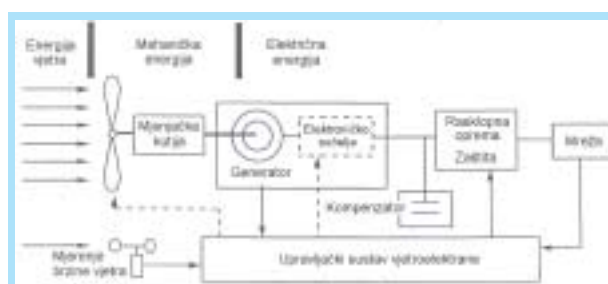 Energija
vjetra
Mehanička
energija
Električna
energija
Mjenjačka
kutija
Elektroničko
sučelje
Generator
Rasklopna
oprema
Zaštita
Mreža
Kompenzator
Mjerenje
brzine vjetra
Upravljački sustav vjetroelektrane